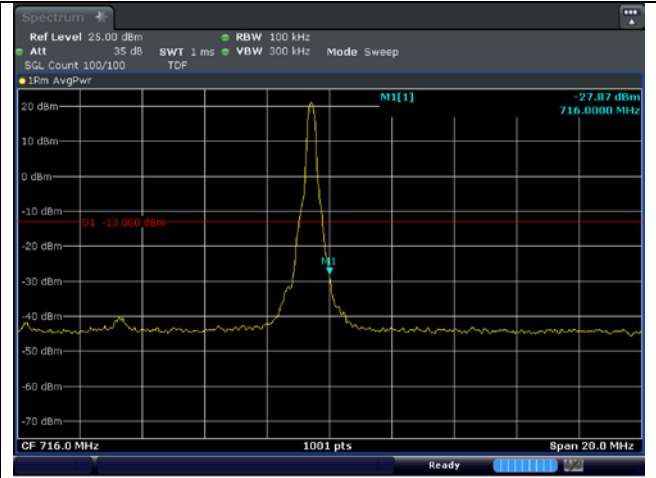 Spectrum
Ref Level 25.00 dBm RBW 100 kHz
Att 35 dB SWT 1 ms VBW 300 kHz Mode Sweep
SGL Count 100/100 TDF
1Rm AvgPwr
M1[1] -27.87 dBm
716.0000 MHz
20 dBm
10 dBm
0 dBm
-10 dBm
D1 -13.000 dBm
-20 dBm
M1
-30 dBm
-40 dBm
-50 dBm
-60 dBm
-70 dBm
CF 716.0 MHz 1001 pts Span 20.0 MHz
Ready